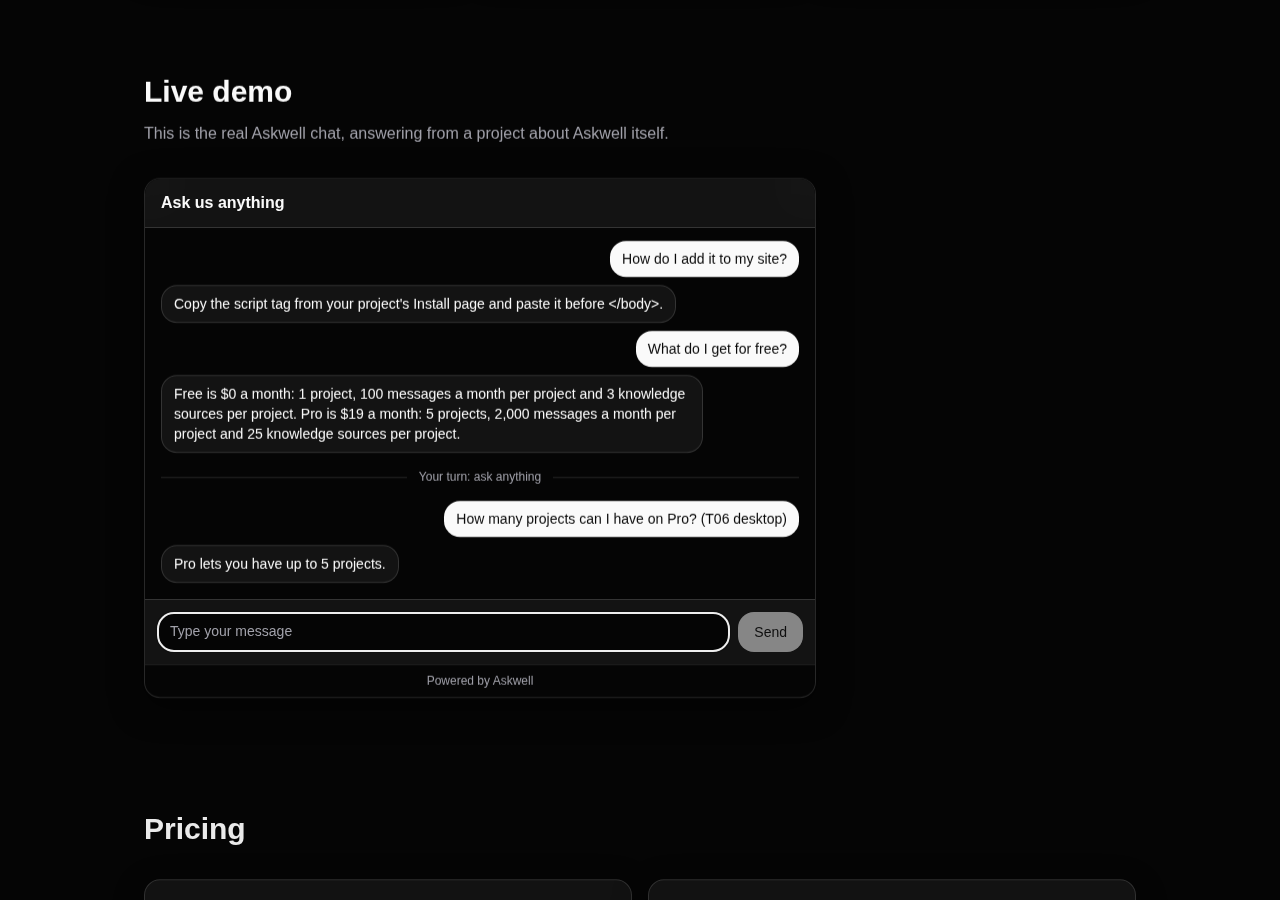 Live demo
This is the real Askwell chat, answering from a project about Askwell itself.
Ask us anything
How do I add it to my site?
Copy the script tag from your project's Install page and paste it before </body>.
What do I get for free?
Free is $0 a month: 1 project, 100 messages a month per project and 3 knowledge
sources per project. Pro is $19 a month: 5 projects, 2,000 messages a month per
project and 25 knowledge sources per project.
Your turn: ask anything
How many projects can I have on Pro? (T06 desktop)
Pro lets you have up to 5 projects.
Type your message
Send
Powered by Askwell
Pricing